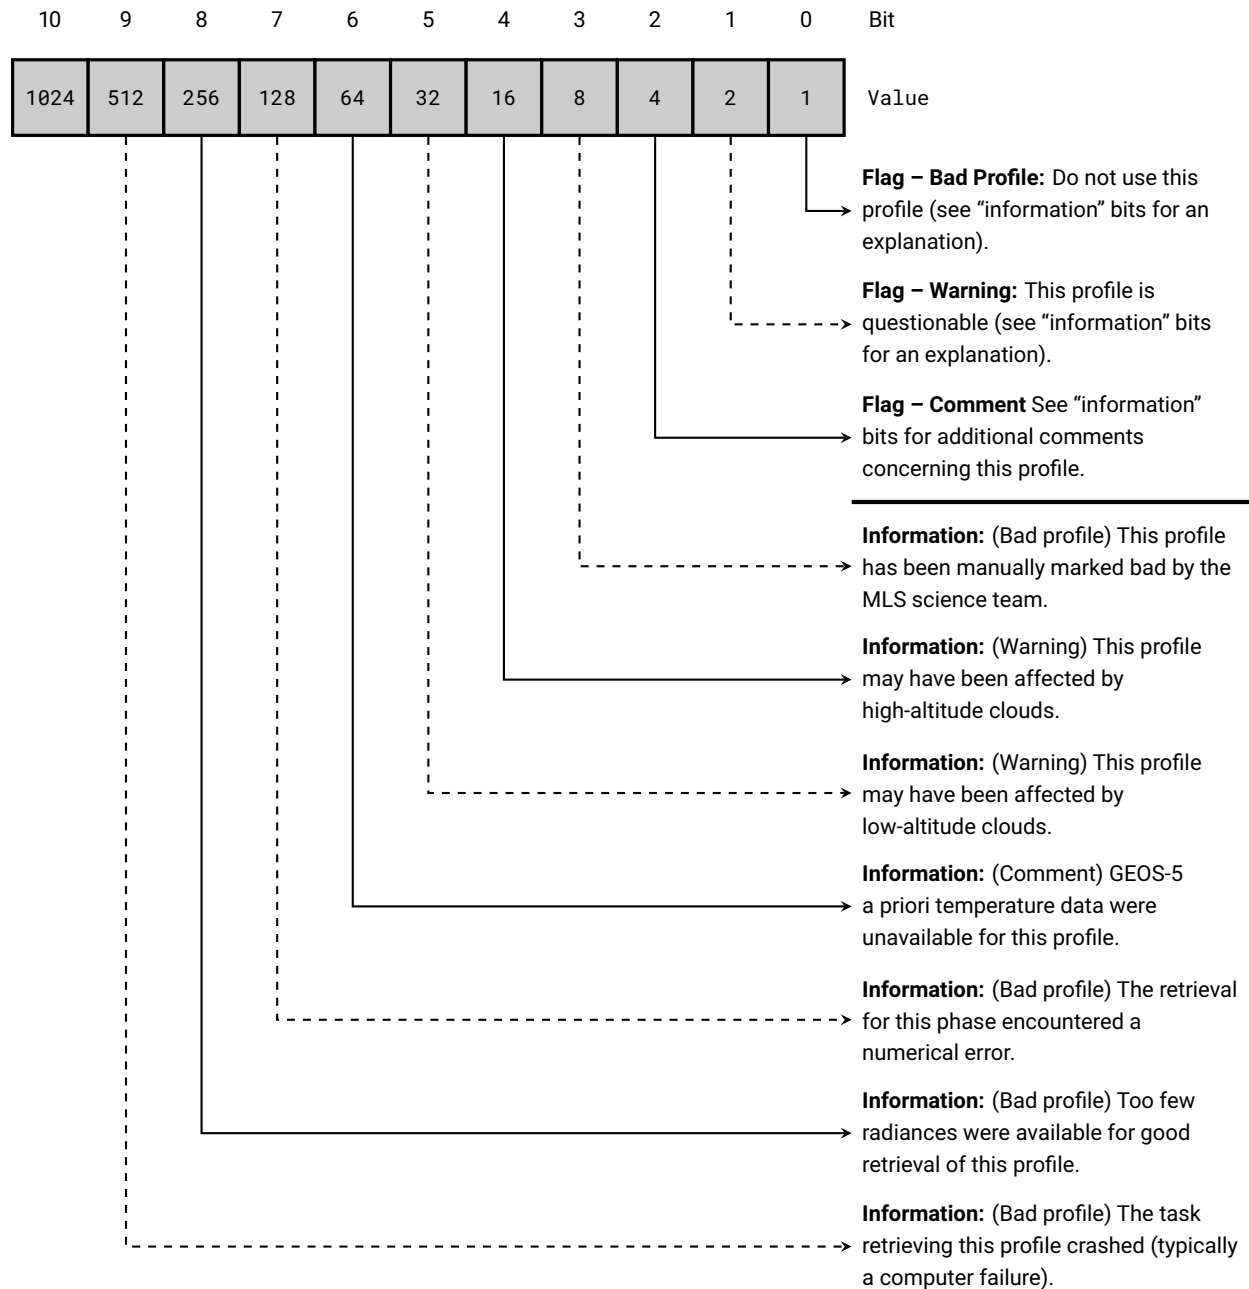 10 9 8 7 6 5 4 3 2 1 0 Bit
1024 512 256 128 64 32 16 8 4 2 1 Value
Flag – Bad Profile: Do not use this
profile (see “information” bits for an
explanation).
Flag – Warning: This profile is
questionable (see “information” bits
for an explanation).
Flag – Comment See “information”
bits for additional comments
concerning this profile.
Information: (Bad profile) This profile
has been manually marked bad by the
MLS science team.
Information: (Warning) This profile
may have been affected by
high-altitude clouds.
Information: (Warning) This profile
may have been affected by
low-altitude clouds.
Information: (Comment) GEOS-5
a priori temperature data were
unavailable for this profile.
Information: (Bad profile) The retrieval
for this phase encountered a
numerical error.
Information: (Bad profile) Too few
radiances were available for good
retrieval of this profile.
Information: (Bad profile) The task
retrieving this profile crashed (typically
a computer failure).